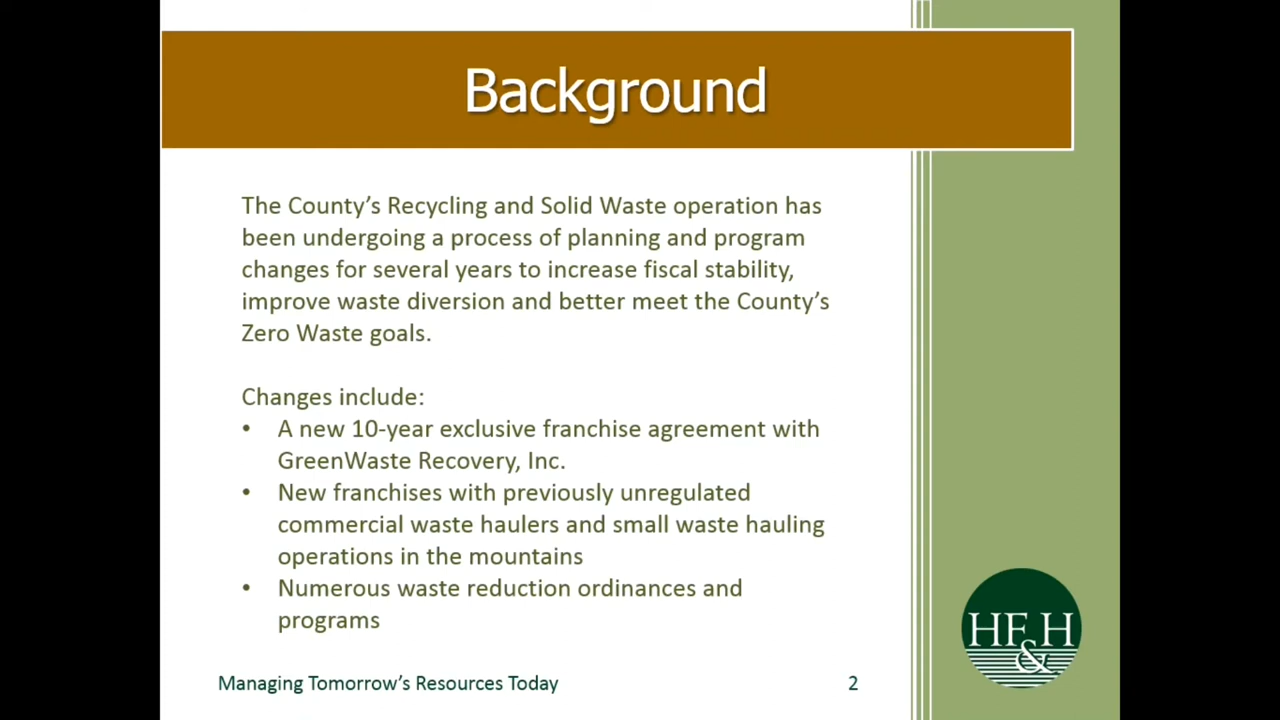 Background
The County's Recycling and Solid Waste operation has
been undergoing a process of planning and program
changes for several years to increase fiscal stability,
improve waste diversion and better meet the County's
Zero Waste goals.
Changes include:
• A new 10-year exclusive franchise agreement with
GreenWaste Recovery, Inc.
• New franchises with previously unregulated
commercial waste haulers and small waste hauling
operations in the mountains
• Numerous waste reduction ordinances and
programs
HF&H
Managing Tomorrow's Resources Today
2